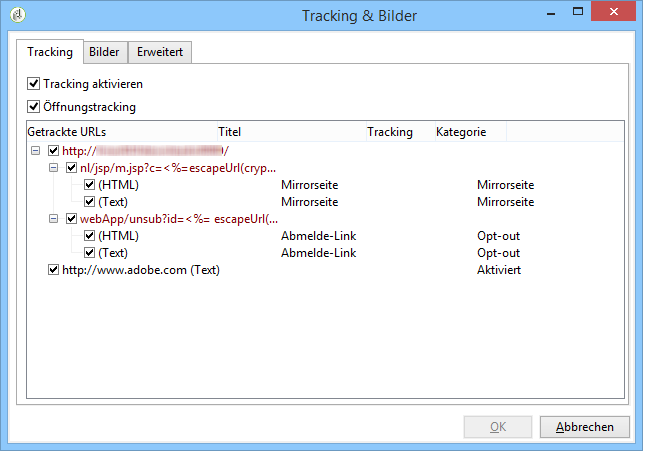 Tracking & Bilder
Tracking Bilder Erweitert
Tracking aktivieren
Öffnungstracking
Getrackte URLs Titel Tracking Kategorie
http:// /
nl/jsp/m.jsp?c=<%=escapeUrl(cryp...
(HTML) Mirrorseite Mirrorseite
(Text) Mirrorseite Mirrorseite
webApp/unsub?id=<%= escapeUrl(...
(HTML) Abmelde-Link Opt-out
(Text) Abmelde-Link Opt-out
http://www.adobe.com (Text) Aktiviert
OK Abbrechen